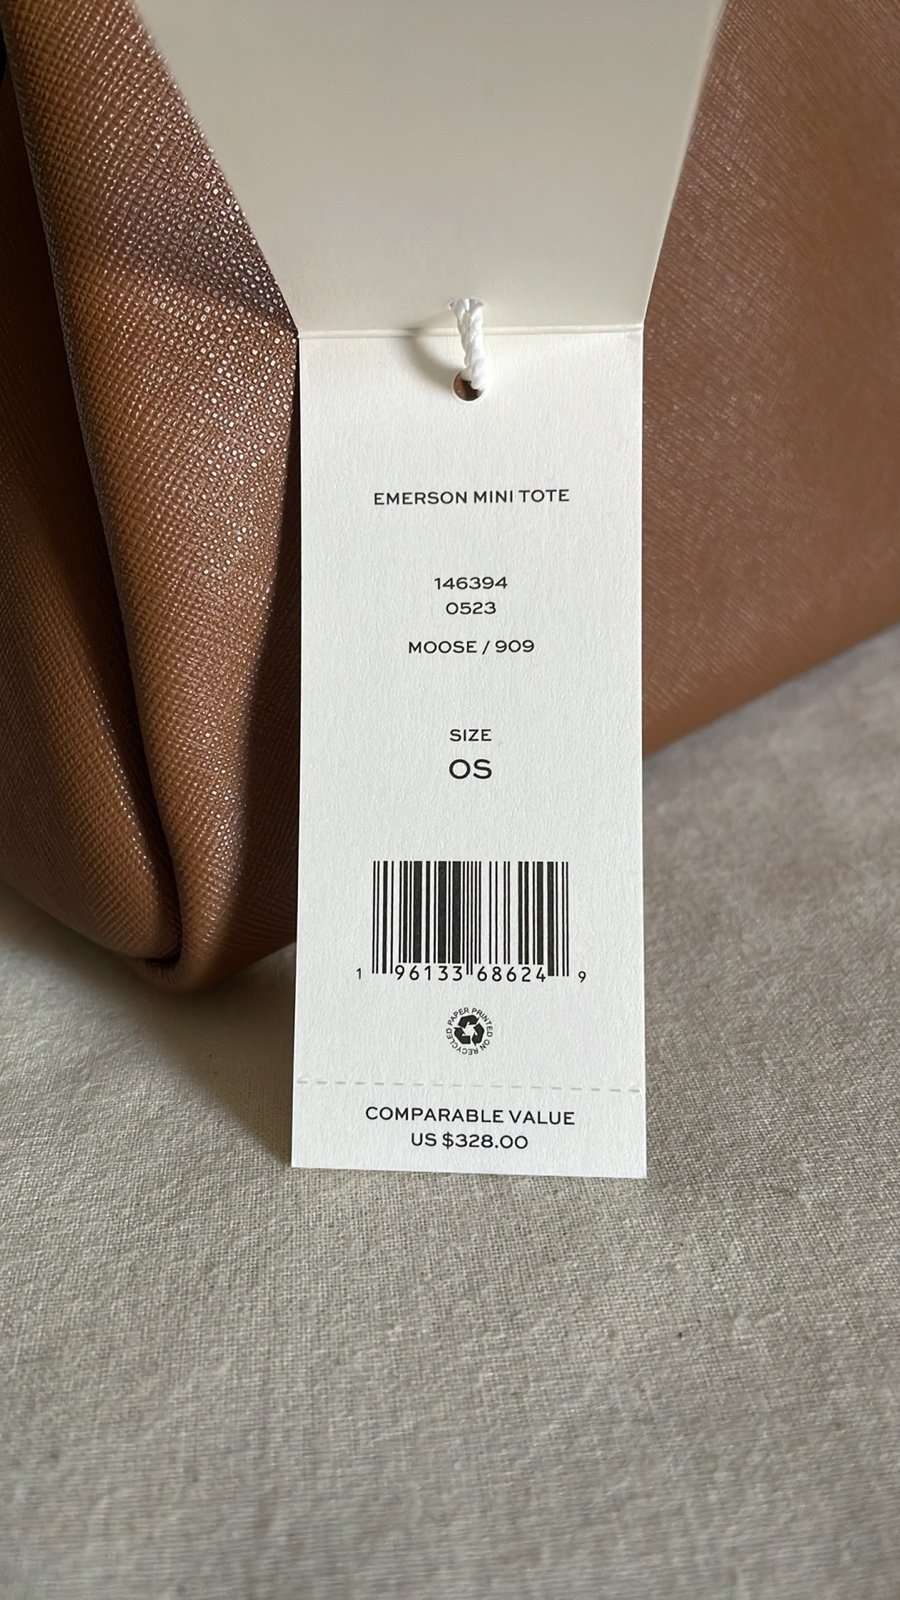 EMERSON MINI TOTE
146394
0523
MOOSE / 909
SIZE
OS
1 96133 68624 9
PAPER PRINTED ON RECYCLED
COMPARABLE VALUE
US $328.00